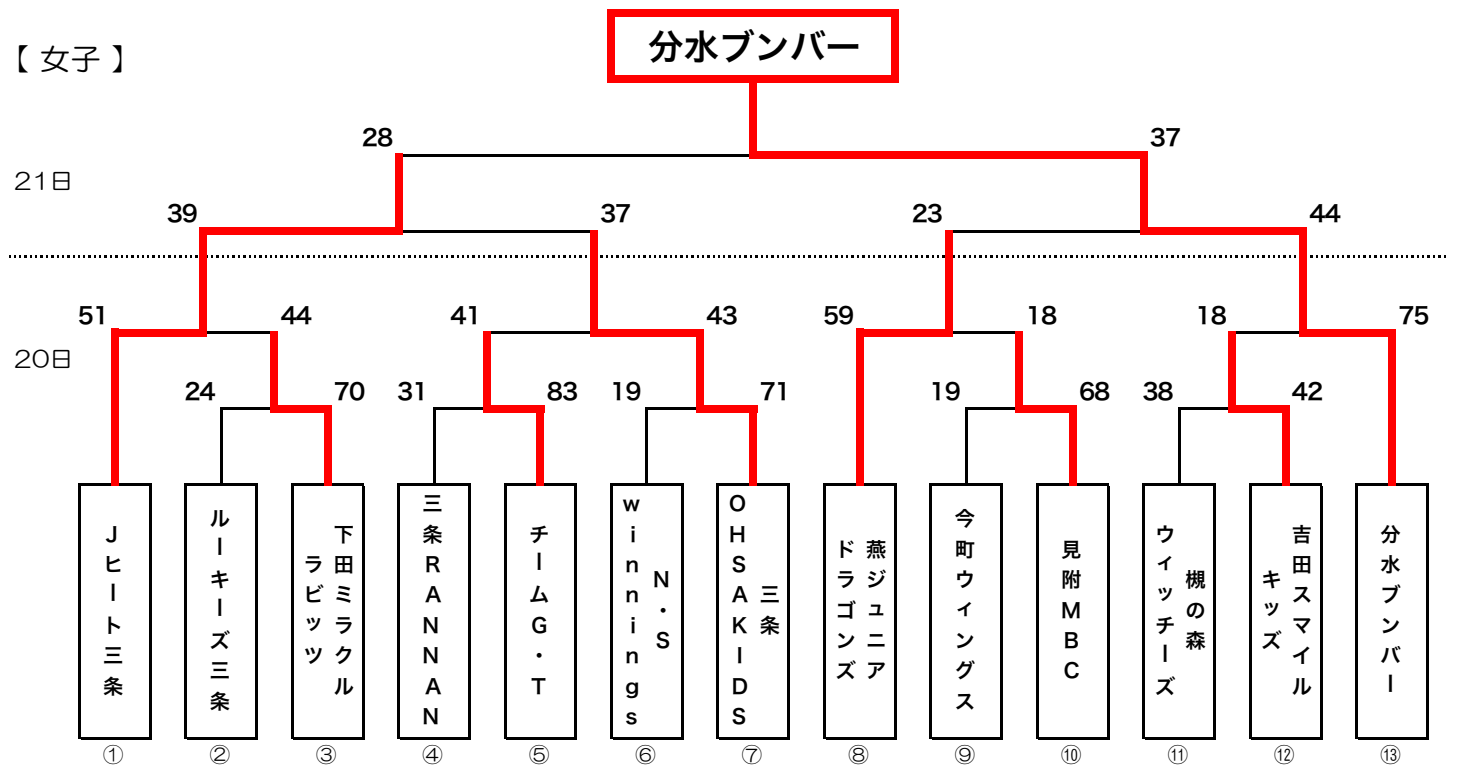 分水ブンバー
【 女子 】
28
37
21日
39
37
23
44
51
44
41
43
59
18
18
75
20日
24
70
31
83
19
71
19
68
38
42
Jヒート三条
ルーキーズ三条
下田ミラクル
ラビッツ
三条RANNAN
チームG・T
N・S
winnings
三条
OHSAKIDS
燕ジュニア
ドラゴンズ
今町ウィングス
見附MBC
槻の森
ウィッチーズ
吉田スマイル
キッズ
分水ブンバー
①
②
③
④
⑤
⑥
⑦
⑧
⑨
⑩
⑪
⑫
⑬